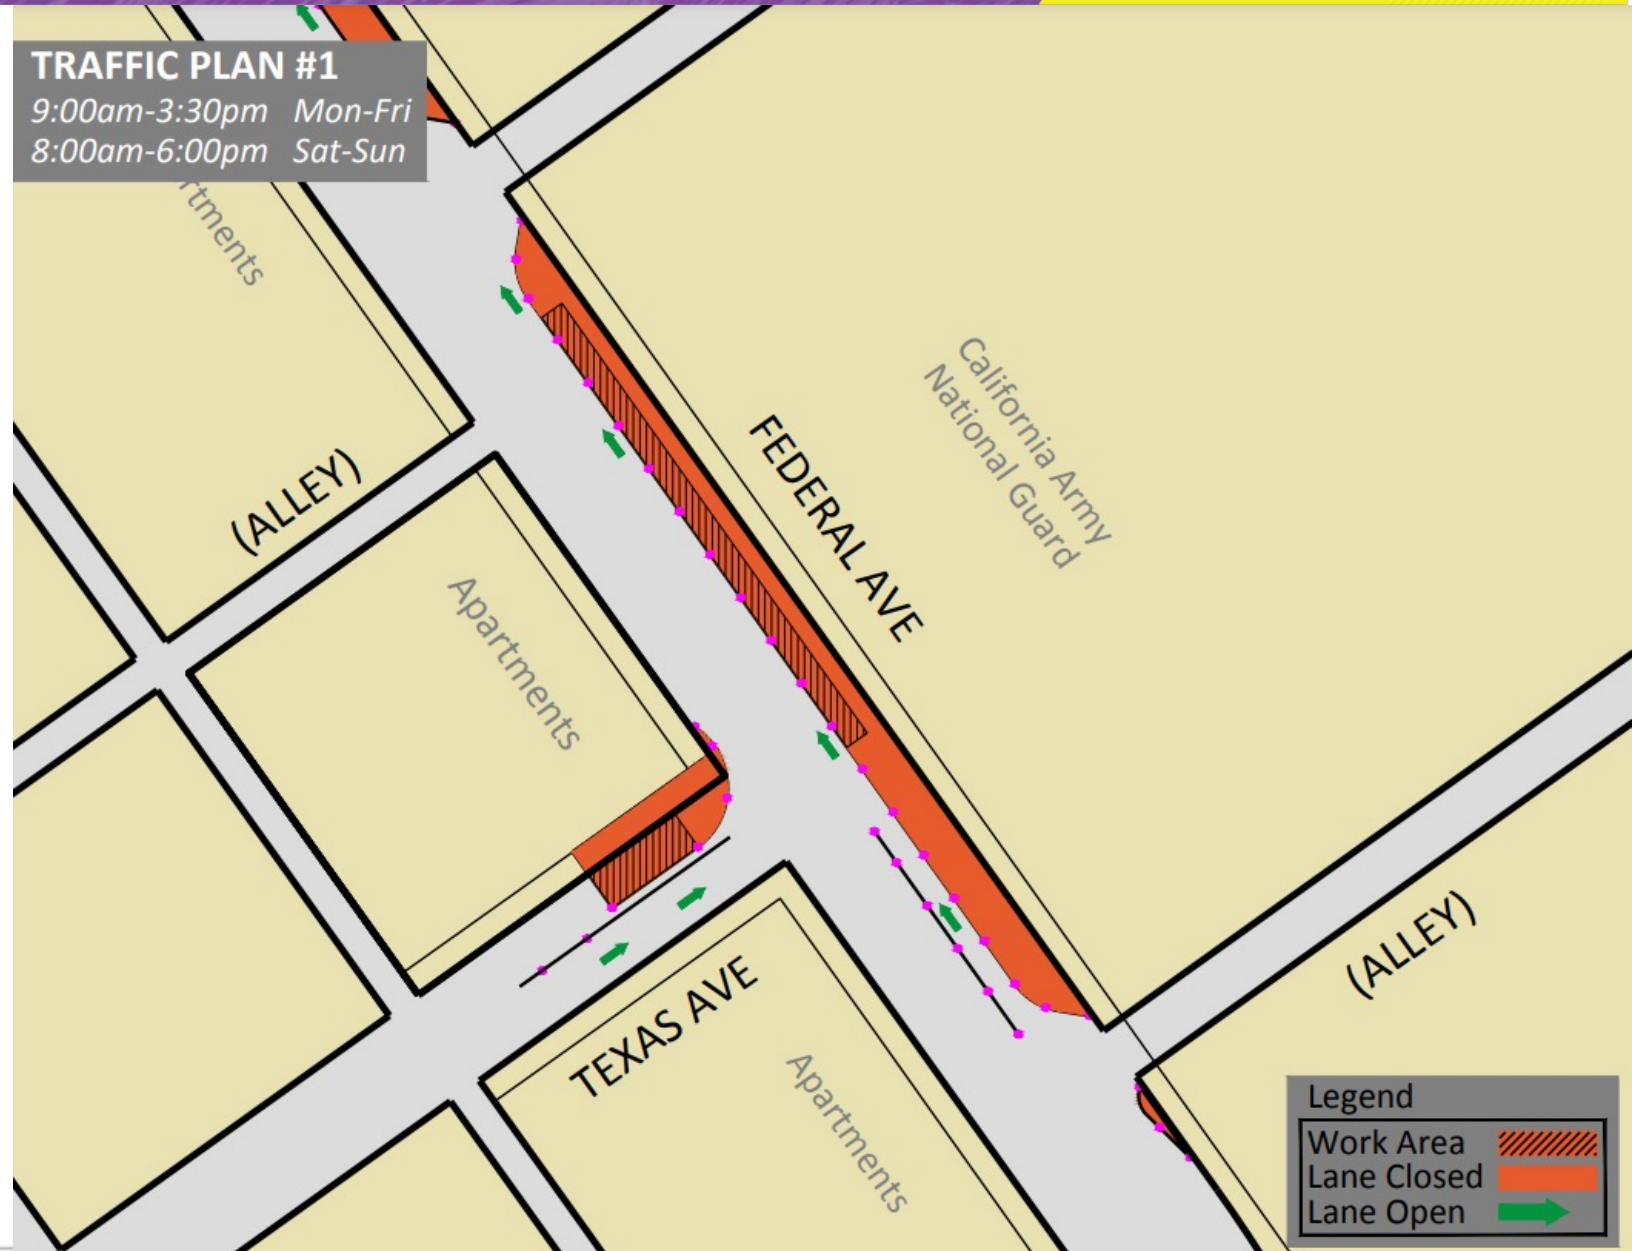 TRAFFIC PLAN #1
9:00am-3:30pm Mon-Fri
8:00am-6:00pm Sat-Sun
rtments
California Army
National Guard
FEDERAL AVE
(ALLEY)
Apartments
(ALLEY)
TEXAS AVE
Apartments
Legend
Work Area
Lane Closed
Lane Open